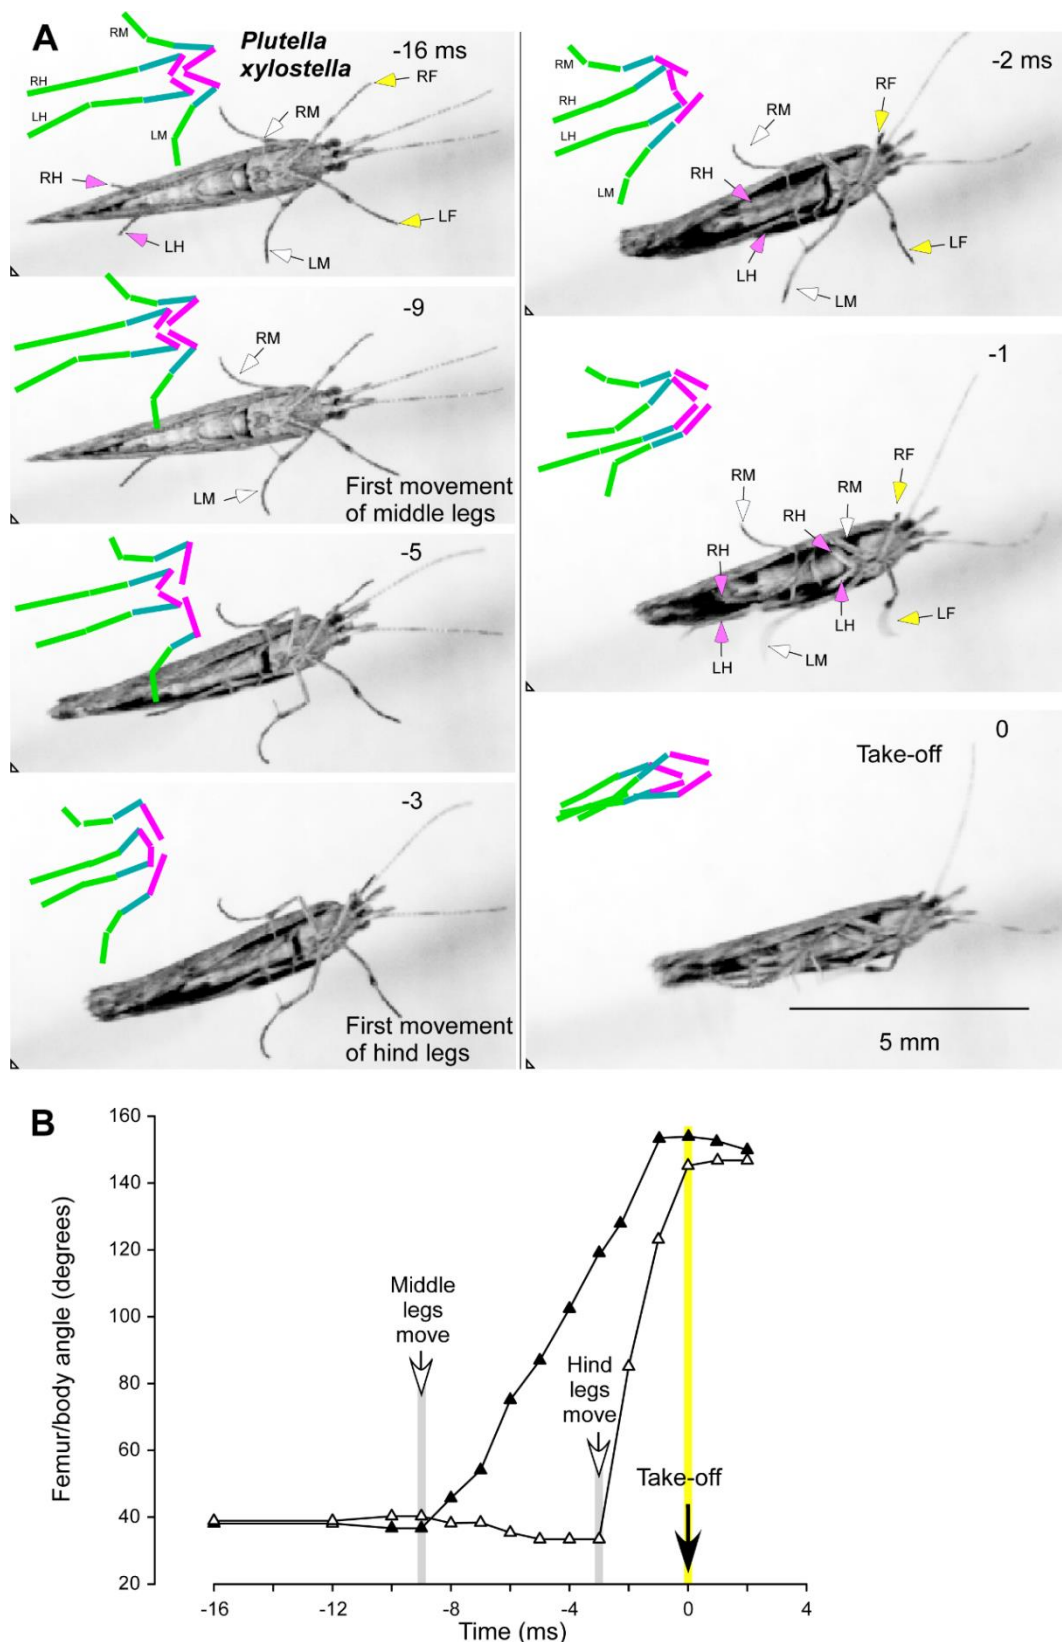 A
Plutella
xylostella
-16 ms
RM
RH
LH
LM
RF
RM
RH
LF
LH
LM
-9
RM
LM
First movement
of middle legs
-5
-3
First movement
of hind legs
-2 ms
RM
RH
LH
LM
RF
RM
RH
LF
LH
LM
-1
RF
RM
RM
RH
RH
LF
LH
LM
LH
0
Take-off
5 mm
B
Femur/body angle (degrees)
160
140
120
100
80
60
40
20
Middle
legs
move
Hind
legs
move
Take-off
-16
-12
-8
-4
0
4
Time (ms)